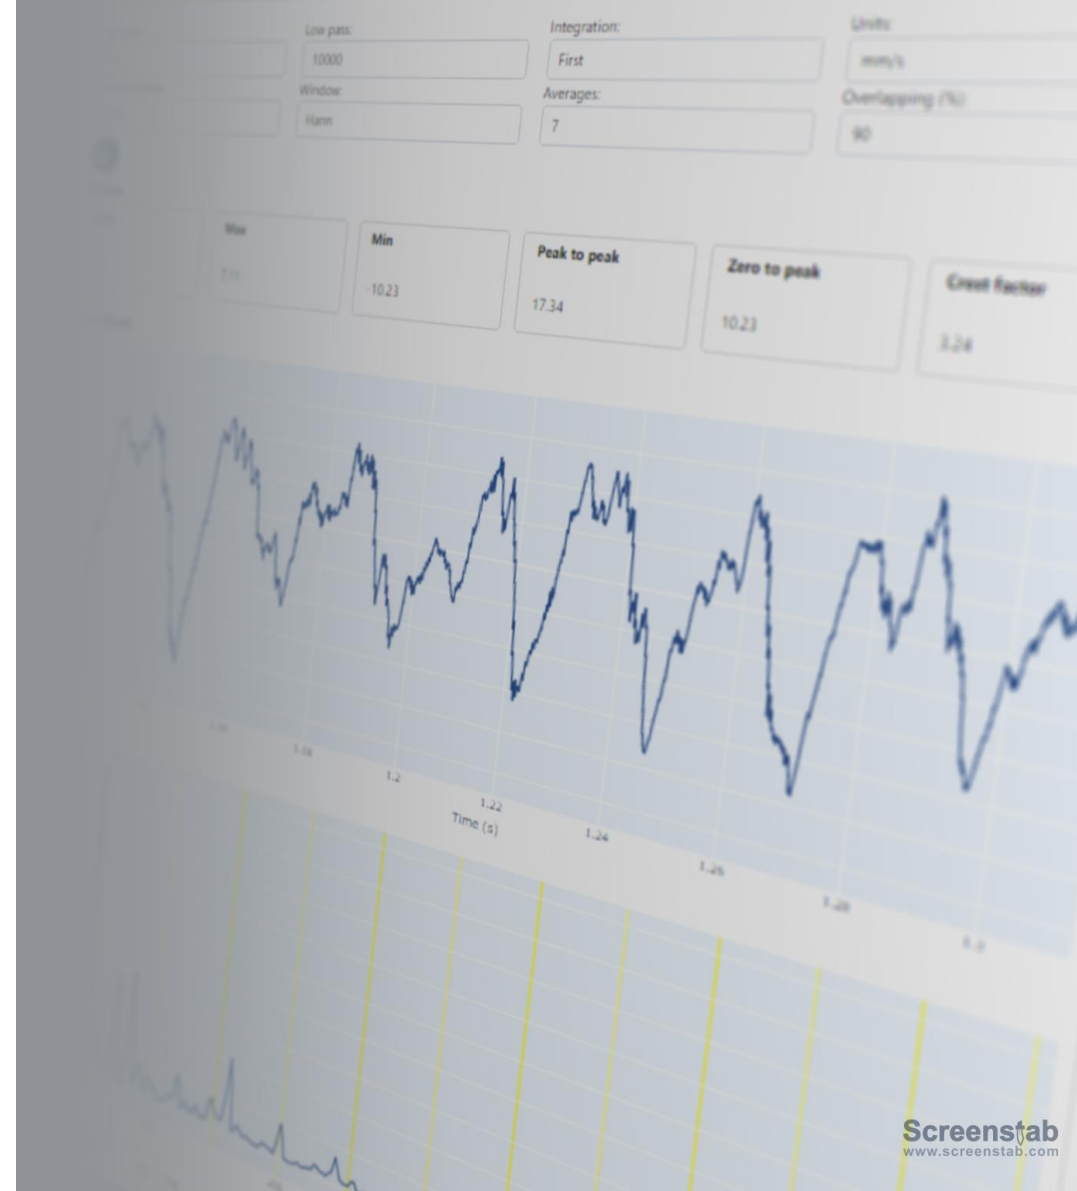 Low pass:
Integration:
Units
10000
First
mm/s
Window:
Averages:
Overlapping (%)
Hann
7
90
Max
Min
Peak to peak
Zero to peak
Crest factor
-10.23
17.34
10.23
3.24
1.18
1.2
1.22
1.24
1.26
1.28
1.3
Time (s)
Screenstab
www.screenstab.com